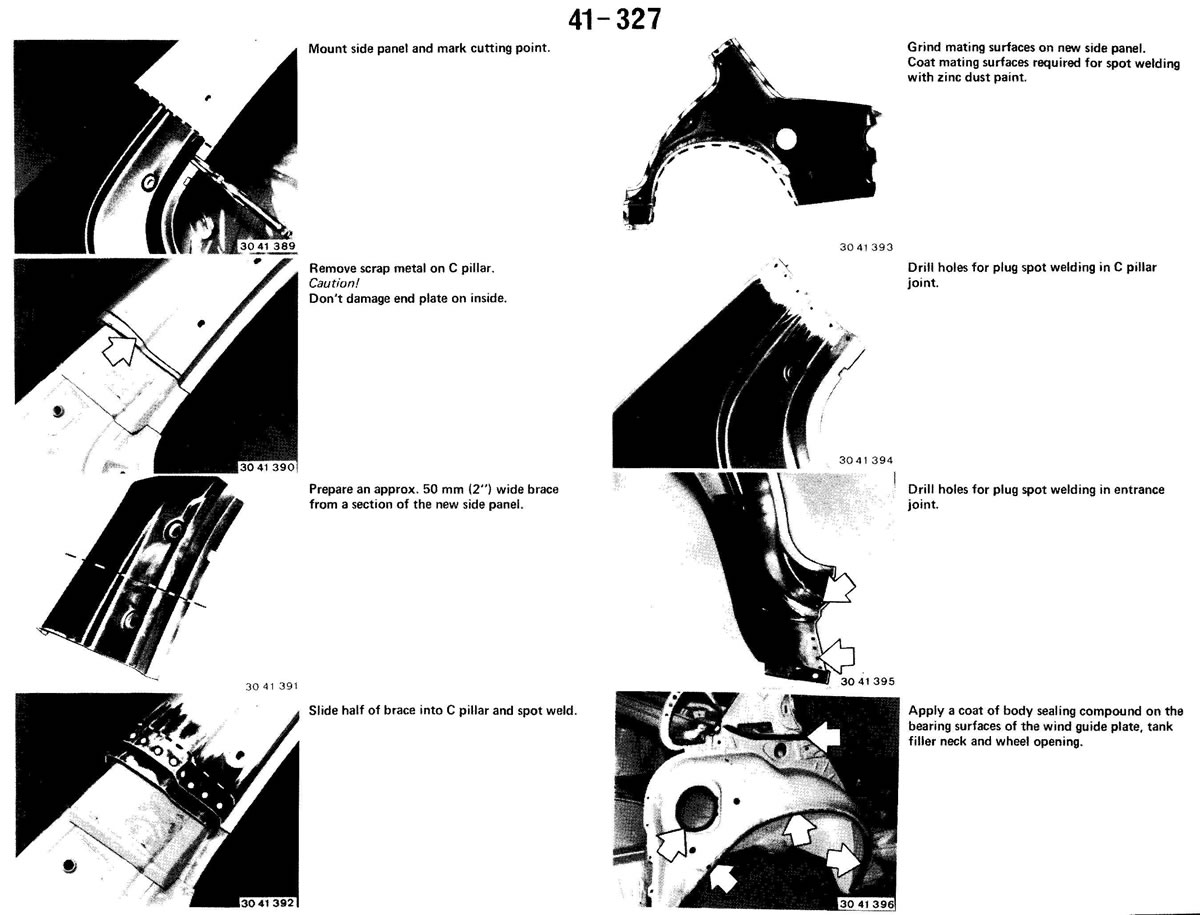 41-327
Mount side panel and mark cutting point.
30 41 389
Remove scrap metal on C pillar.
Caution!
Don't damage end plate on inside.
30 41 390
Prepare an approx. 50 mm (2″) wide brace
from a section of the new side panel.
30 41 391
Slide half of brace into C pillar and spot weld.
30 41 392
Grind mating surfaces on new side panel.
Coat mating surfaces required for spot welding
with zinc dust paint.
30 41 393
Drill holes for plug spot welding in C pillar
joint.
30 41 394
Drill holes for plug spot welding in entrance
joint.
30 41 395
Apply a coat of body sealing compound on the
bearing surfaces of the wind guide plate, tank
filler neck and wheel opening.
30 41 396